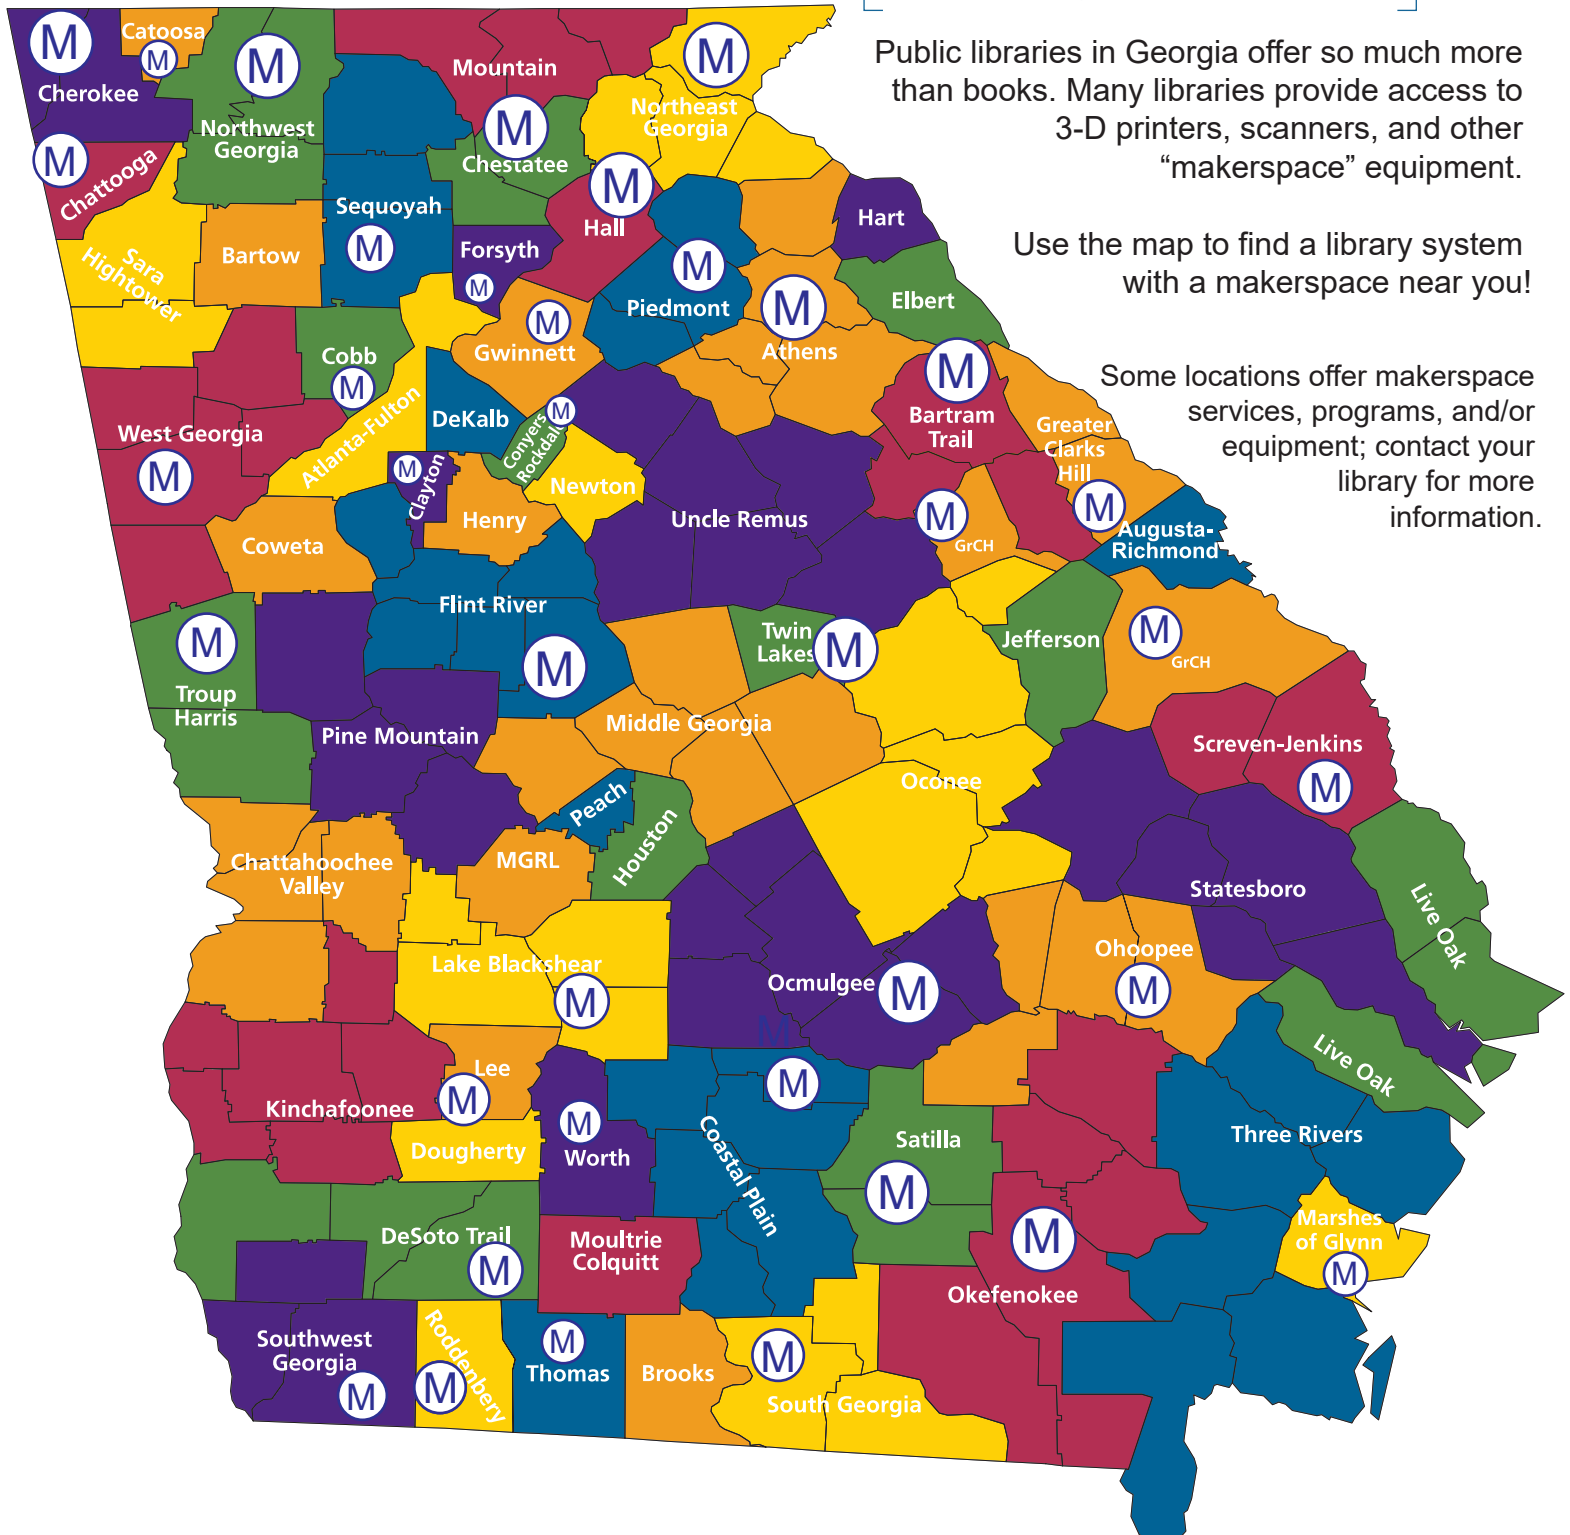 Public libraries in Georgia offer so much more
than books. Many libraries provide access to
3-D printers, scanners, and other
“makerspace” equipment.
Use the map to find a library system
with a makerspace near you!
Some locations offer makerspace
services, programs, and/or
equipment; contact your
library for more
information.
M
Cherokee
Catoosa
M
M
Northwest
Georgia
Mountain
M
Chestatee
M
Northeast
Georgia
M
Chattooga
Sequoyah
M
M
Hall
Hart
Sara
Hightower
Bartow
Forsyth
M
M
Piedmont
Elbert
M
Athens
Cobb
M
M
Gwinnett
M
Bartram
Trail
West Georgia
M
Atlanta-Fulton
DeKalb
M
Conyers
Rockdale
Greater
Clarks
Hill
M
M
Clayton
Newton
Henry
Uncle Remus
M
GrCH
Augusta-
Richmond
Coweta
Flint River
M
M
Troup
Harris
Twin
Lakes
M
Jefferson
M
GrCH
Pine Mountain
Middle Georgia
Oconee
Screven-Jenkins
M
Peach
Houston
Chattahoochee
Valley
MGRL
Statesboro
Live Oak
Lake Blackshear
M
Ocmulgee
M
M
Ohoopee
M
Live Oak
Lee
M
Kinchafoonee
Dougherty
M
Worth
M
Coastal Plain
Satilla
M
Three Rivers
DeSoto Trail
M
Moultrie
Colquitt
M
Okefenokee
Marshes
of Glynn
M
Southwest
Georgia
M
Roddenbery
M
M
Thomas
Brooks
M
South Georgia